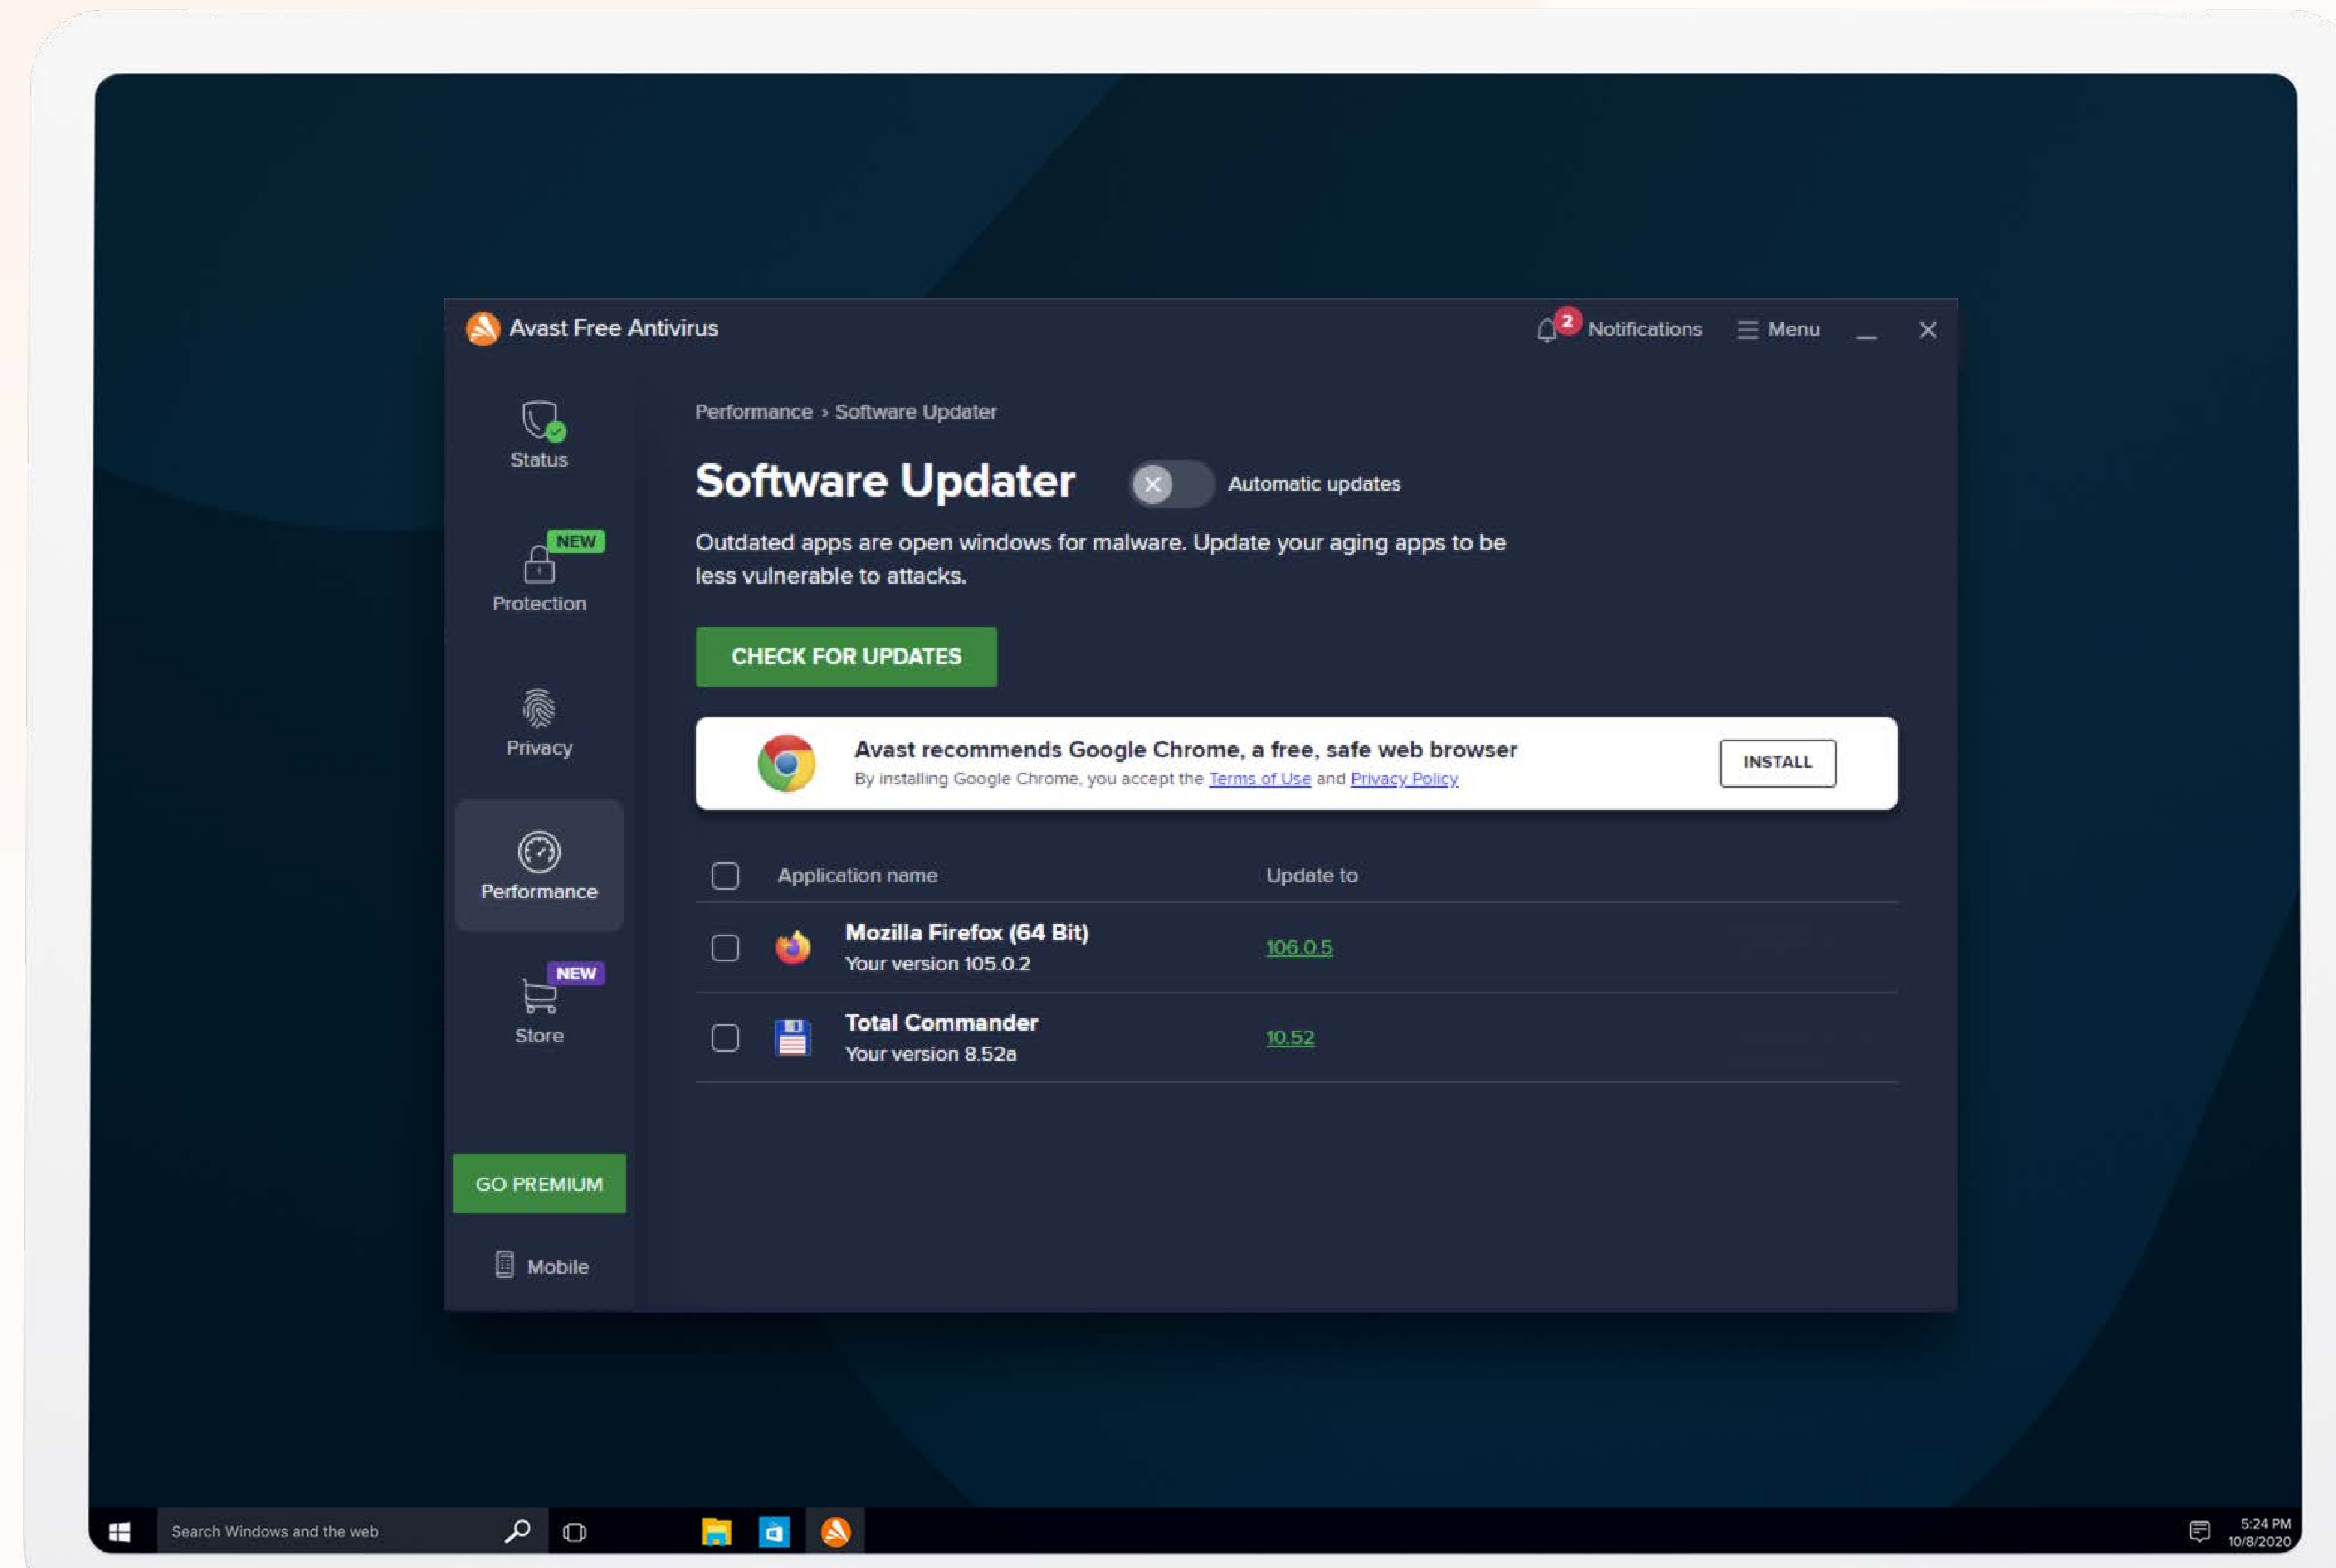 Avast Free Antivirus
2 Notifications
Menu
Status
NEW
Protection
Privacy
Performance
NEW
Store
GO PREMIUM
Mobile
Performance › Software Updater
Software Updater
Automatic updates
Outdated apps are open windows for malware. Update your aging apps to be
less vulnerable to attacks.
CHECK FOR UPDATES
Avast recommends Google Chrome, a free, safe web browser
By installing Google Chrome, you accept the Terms of Use and Privacy Policy
INSTALL
Application name Update to
Mozilla Firefox (64 Bit)
Your version 105.0.2
106.0.5
Total Commander
Your version 8.52a
10.52
Search Windows and the web
5:24 PM
10/8/2020